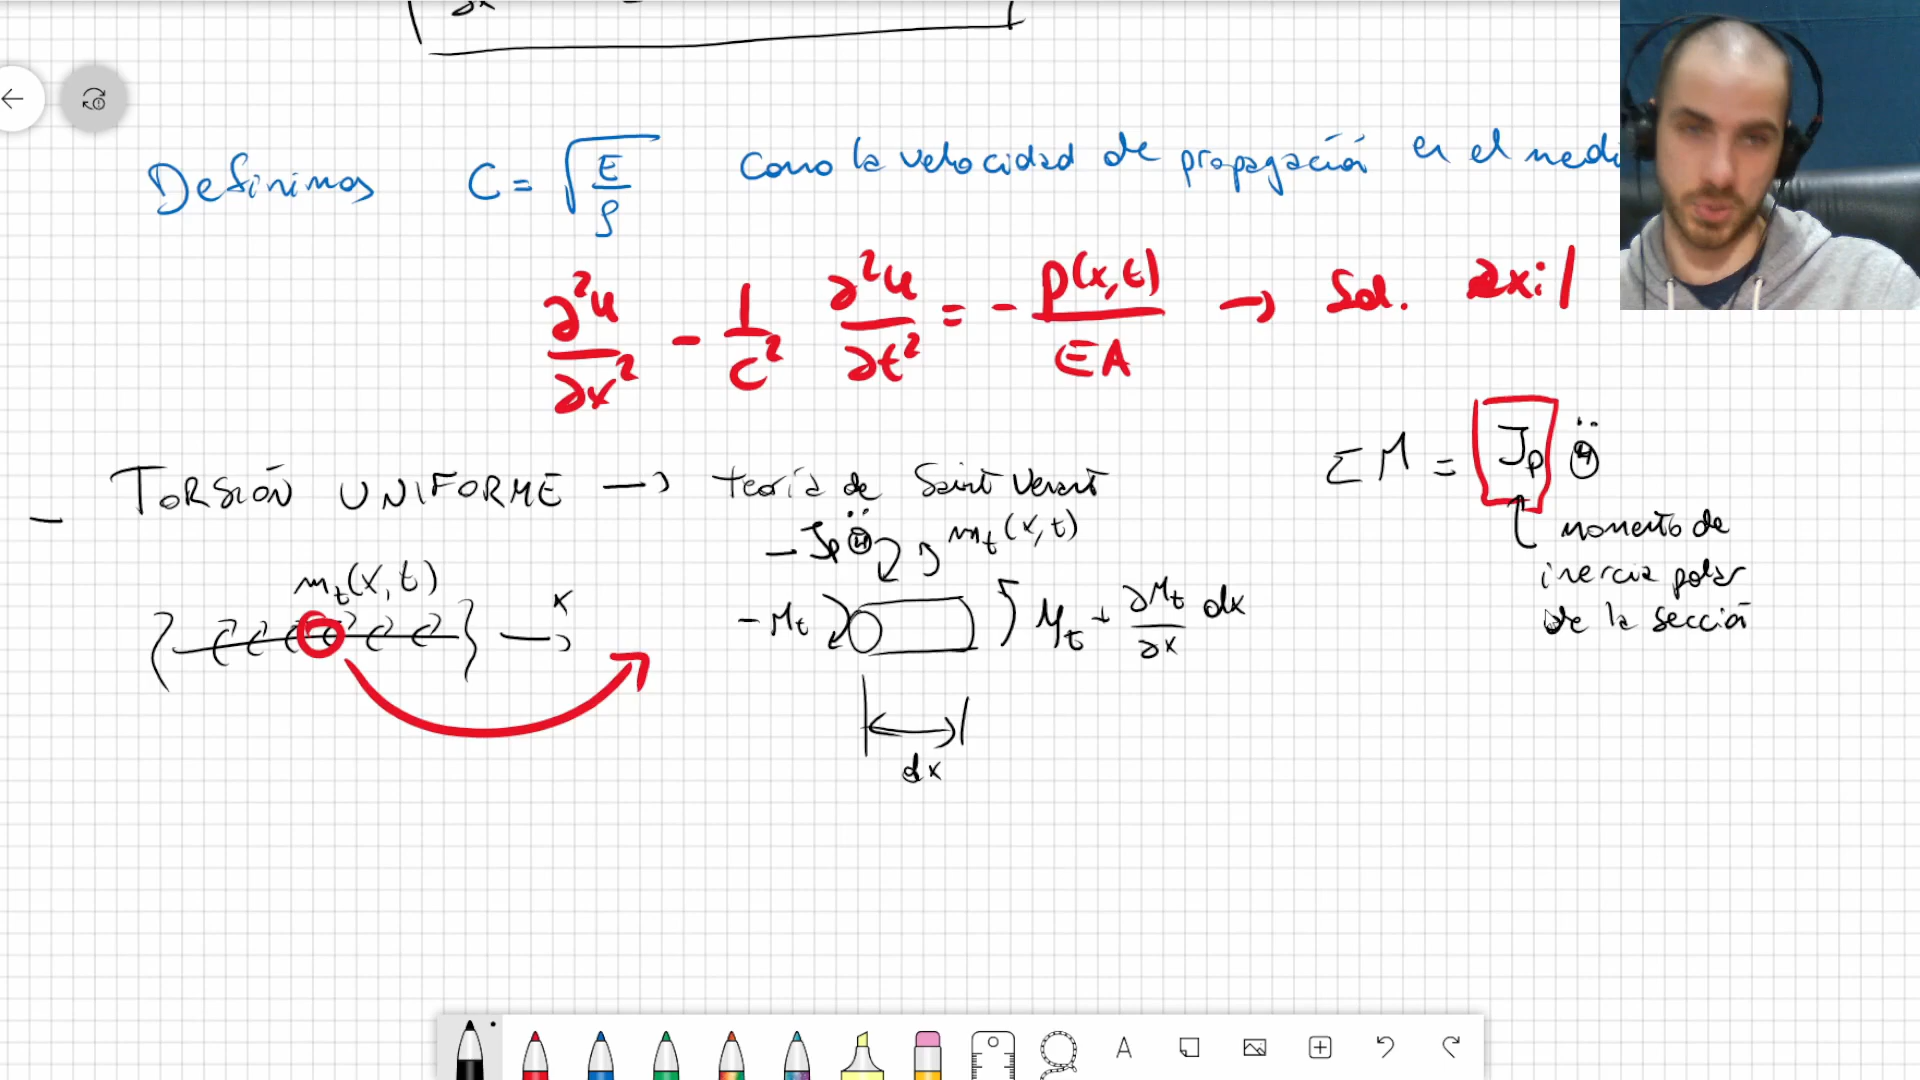 ∂x
Definimos C = √(E/ρ) como la velocidad de propagación en el medi
∂²u/∂x² - 1/c² ∂²u/∂t² = - p(x,t)/EA → Sol. axil
ΣM = Jp Θ̈
- TORSIÓN UNIFORME → teoría de Saint Venant
momento de
inercia polar
de la sección
- Jp Θ̈ mt(x,t)
mt(x,t)
x
- Mt Mt + ∂Mt/∂x dx
dx
A